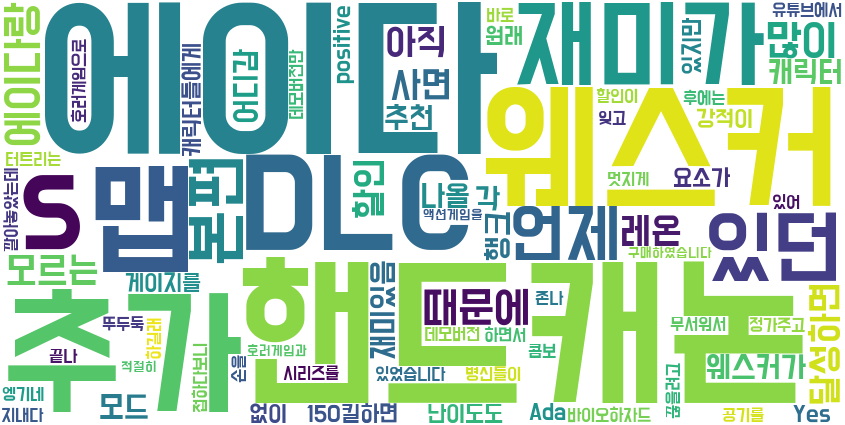 에이다랑
호러게임으로
에이다
캐릭터들에게
어디감
데모버전만
positive
아직
사면
추천
바로
원래
재미가
있지만
많이
유튜브에서
캐릭터
터트리는
깔아놓았는데
S
맵
본편
DLC
할인
나올
각
액션게임을
웨스커
할인이
잊고
후에는
강적이
멋지게
요소가
있어
행크
언제
레온
구매하였습니다
있던
모르는
게이지를
추가
핸드캐논
재미있음
때문에
데모버전
하면서
존나
콤보
무서워서
정가주고
달성하면
뚜두둑
끝나
적절히
하길래
접하다보니
손을
호러게임과
시리즈를
있었습니다
병신들이
꿇을려고
웨스커가
엥기네
지내다
모드
없이
150킬하면
난이도도
Ada
바이오하자드
공기를
Yes